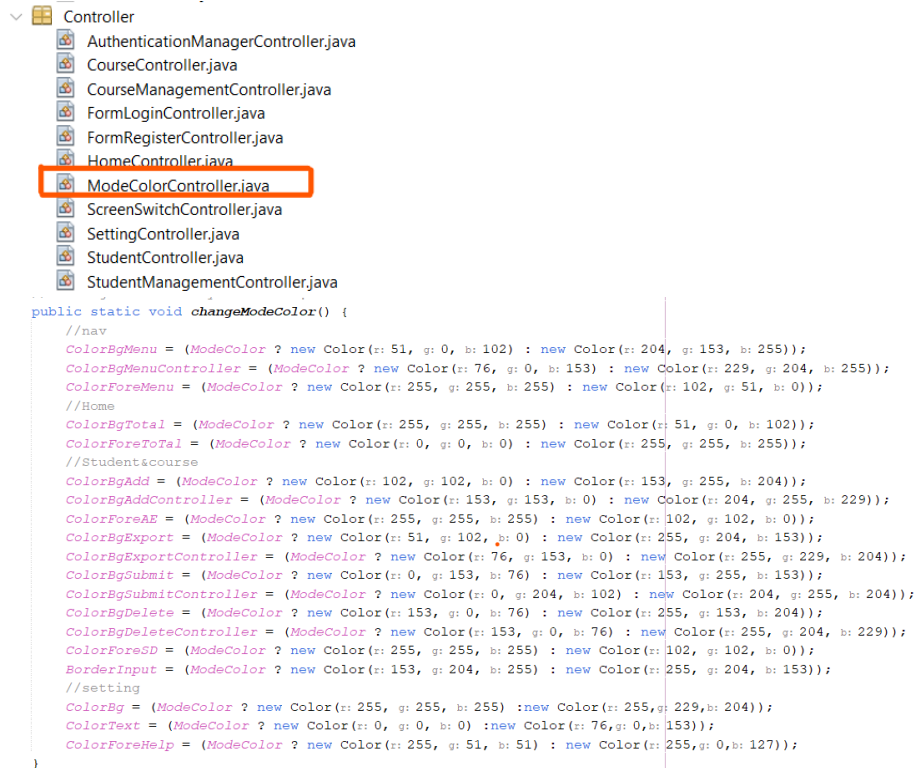 Controller
AuthenticationManagerController.java
CourseController.java
CourseManagementController.java
FormLoginController.java
FormRegisterController.java
HomeController.java
ModeColorController.java
ScreenSwitchController.java
SettingController.java
StudentController.java
StudentManagementController.java
public static void changeModeColor() {
//nav
ColorBgMenu = (ModeColor ? new Color(r: 51, g: 0, b: 102) : new Color(r: 204, g: 153, b: 255));
ColorBgMenuController = (ModeColor ? new Color(r: 76, g: 0, b: 153) : new Color(r: 229, g: 204, b: 255));
ColorForeMenu = (ModeColor ? new Color(r: 255, g: 255, b: 255) : new Color(r: 102, g: 51, b: 0));
//Home
ColorBgTotal = (ModeColor ? new Color(r: 255, g: 255, b: 255) : new Color(r: 51, g: 0, b: 102));
ColorForeToTal = (ModeColor ? new Color(r: 0, g: 0, b: 0) : new Color(r: 255, g: 255, b: 255));
//Student&course
ColorBgAdd = (ModeColor ? new Color(r: 102, g: 102, b: 0) : new Color(r: 153, g: 255, b: 204));
ColorBgAddController = (ModeColor ? new Color(r: 153, g: 153, b: 0) : new Color(r: 204, g: 255, b: 229));
ColorForeAE = (ModeColor ? new Color(r: 255, g: 255, b: 255) : new Color(r: 102, g: 102, b: 0));
ColorBgExport = (ModeColor ? new Color(r: 51, g: 102, b: 0) : new Color(r: 255, g: 204, b: 153));
ColorBgExportController = (ModeColor ? new Color(r: 76, g: 153, b: 0) : new Color(r: 255, g: 229, b: 204));
ColorBgSubmit = (ModeColor ? new Color(r: 0, g: 153, b: 76) : new Color(r: 153, g: 255, b: 153));
ColorBgSubmitController = (ModeColor ? new Color(r: 0, g: 204, b: 102) : new Color(r: 204, g: 255, b: 204));
ColorBgDelete = (ModeColor ? new Color(r: 153, g: 0, b: 76) : new Color(r: 255, g: 153, b: 204));
ColorBgDeleteController = (ModeColor ? new Color(r: 153, g: 0, b: 76) : new Color(r: 255, g: 204, b: 229));
ColorForeSD = (ModeColor ? new Color(r: 255, g: 255, b: 255) : new Color(r: 102, g: 102, b: 0));
BorderInput = (ModeColor ? new Color(r: 153, g: 204, b: 255) : new Color(r: 255, g: 204, b: 153));
//setting
ColorBg = (ModeColor ? new Color(r: 255, g: 255, b: 255) :new Color(r: 255,g: 229,b: 204));
ColorText = (ModeColor ? new Color(r: 0, g: 0, b: 0) :new Color(r: 76,g: 0,b: 153));
ColorForeHelp = (ModeColor ? new Color(r: 255, g: 51, b: 51) : new Color(r: 255,g: 0,b: 127));
}